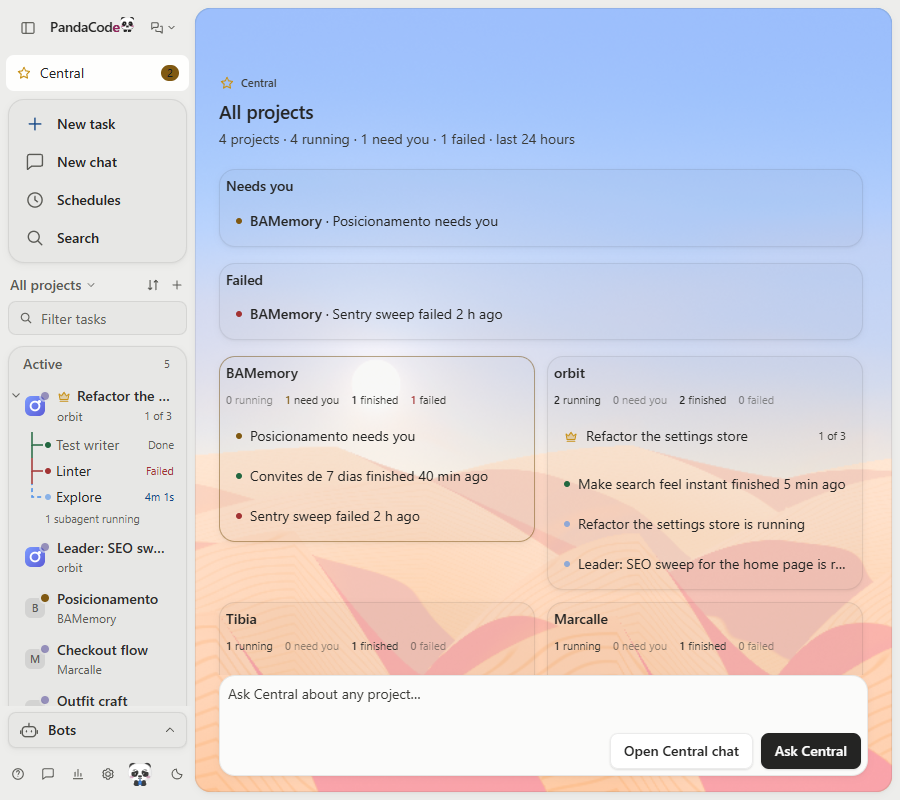 PandaCode
Central
2
New task
New chat
Schedules
Search
All projects
Filter tasks
Active 5
Refactor the ...
orbit 1 of 3
Test writer Done
Linter Failed
Explore 4m 1s
1 subagent running
Leader: SEO sw...
orbit
B
Posicionamento
BAMemory
M
Checkout flow
Marcalle
Outfit craft
Bots
Central
All projects
4 projects · 4 running · 1 need you · 1 failed · last 24 hours
Needs you
BAMemory · Posicionamento needs you
Failed
BAMemory · Sentry sweep failed 2 h ago
BAMemory
0 running 1 need you 1 finished 1 failed
Posicionamento needs you
Convites de 7 dias finished 40 min ago
Sentry sweep failed 2 h ago
orbit
2 running 0 need you 2 finished 0 failed
Refactor the settings store 1 of 3
Make search feel instant finished 5 min ago
Refactor the settings store is running
Leader: SEO sweep for the home page is r...
Tibia
1 running 0 need you 1 finished 0 failed
Marcalle
1 running 0 need you 1 finished 0 failed
Ask Central about any project...
Open Central chat
Ask Central